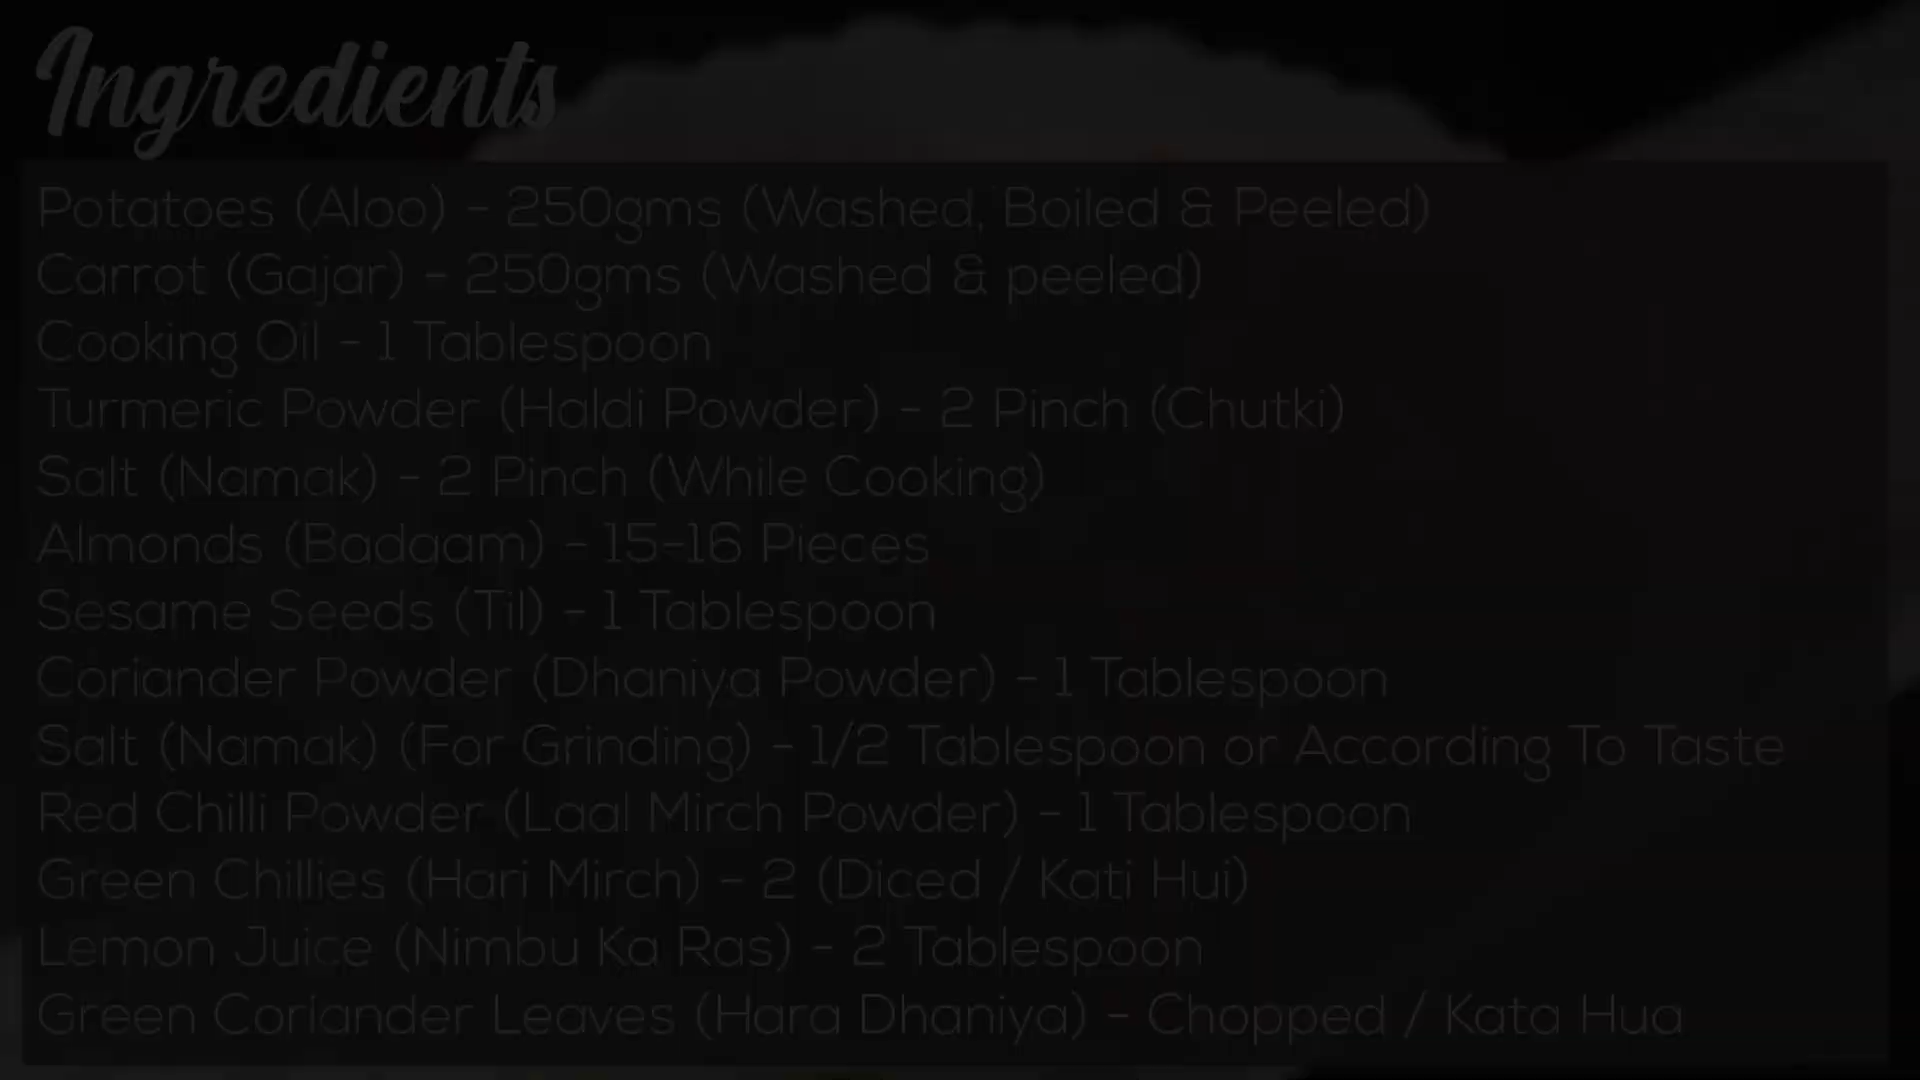 Ingredients
Potatoes (Aloo) - 250gms (Washed, Boiled & Peeled)
Carrot (Gajar) - 250gms (Washed & peeled)
Cooking Oil - 1 Tablespoon
Turmeric Powder (Haldi Powder) - 2 Pinch (Chutki)
Salt (Namak) - 2 Pinch (While Cooking)
Almonds (Badaam) - 15-16 Pieces
Sesame Seeds (Til) - 1 Tablespoon
Coriander Powder (Dhaniya Powder) - 1 Tablespoon
Salt (Namak) (For Grinding) - 1/2 Tablespoon or According To Taste
Red Chilli Powder (Laal Mirch Powder) - 1 Tablespoon
Green Chillies (Hari Mirch) - 2 (Diced / Kati Hui)
Lemon Juice (Nimbu Ka Ras) - 2 Tablespoon
Green Coriander Leaves (Hara Dhaniya) - Chopped / Kata Hua